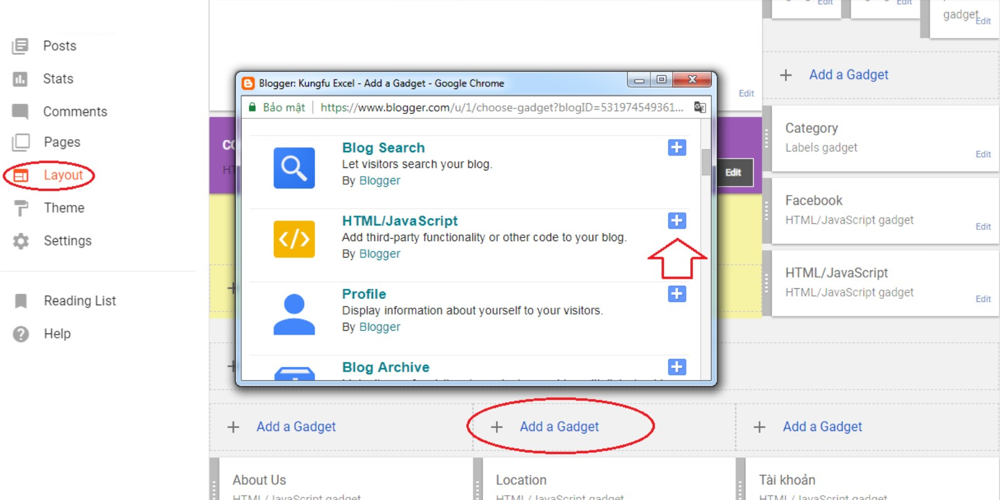 Posts
Stats
Comments
Pages
Layout
Theme
Settings
Reading List
Help
Edit
Edit
gadget
Edit
Add a Gadget
Category
Labels gadget
Edit
Facebook
HTML/JavaScript gadget
Edit
HTML/JavaScript
HTML/JavaScript gadget
Edit
Edit
Edit
Blogger: Kungfu Excel - Add a Gadget - Google Chrome
Bảo mật https://www.blogger.com/u/1/choose-gadget?blogID=531974549361...
Blog Search
Let visitors search your blog.
By Blogger
HTML/JavaScript
Add third-party functionality or other code to your blog.
By Blogger
Profile
Display information about yourself to your visitors.
By Blogger
Blog Archive
Add a Gadget
Add a Gadget
Add a Gadget
About Us
HTML/JavaScript gadget
Location
HTML/JavaScript gadget
Tài khoản
HTML/JavaScript gadget